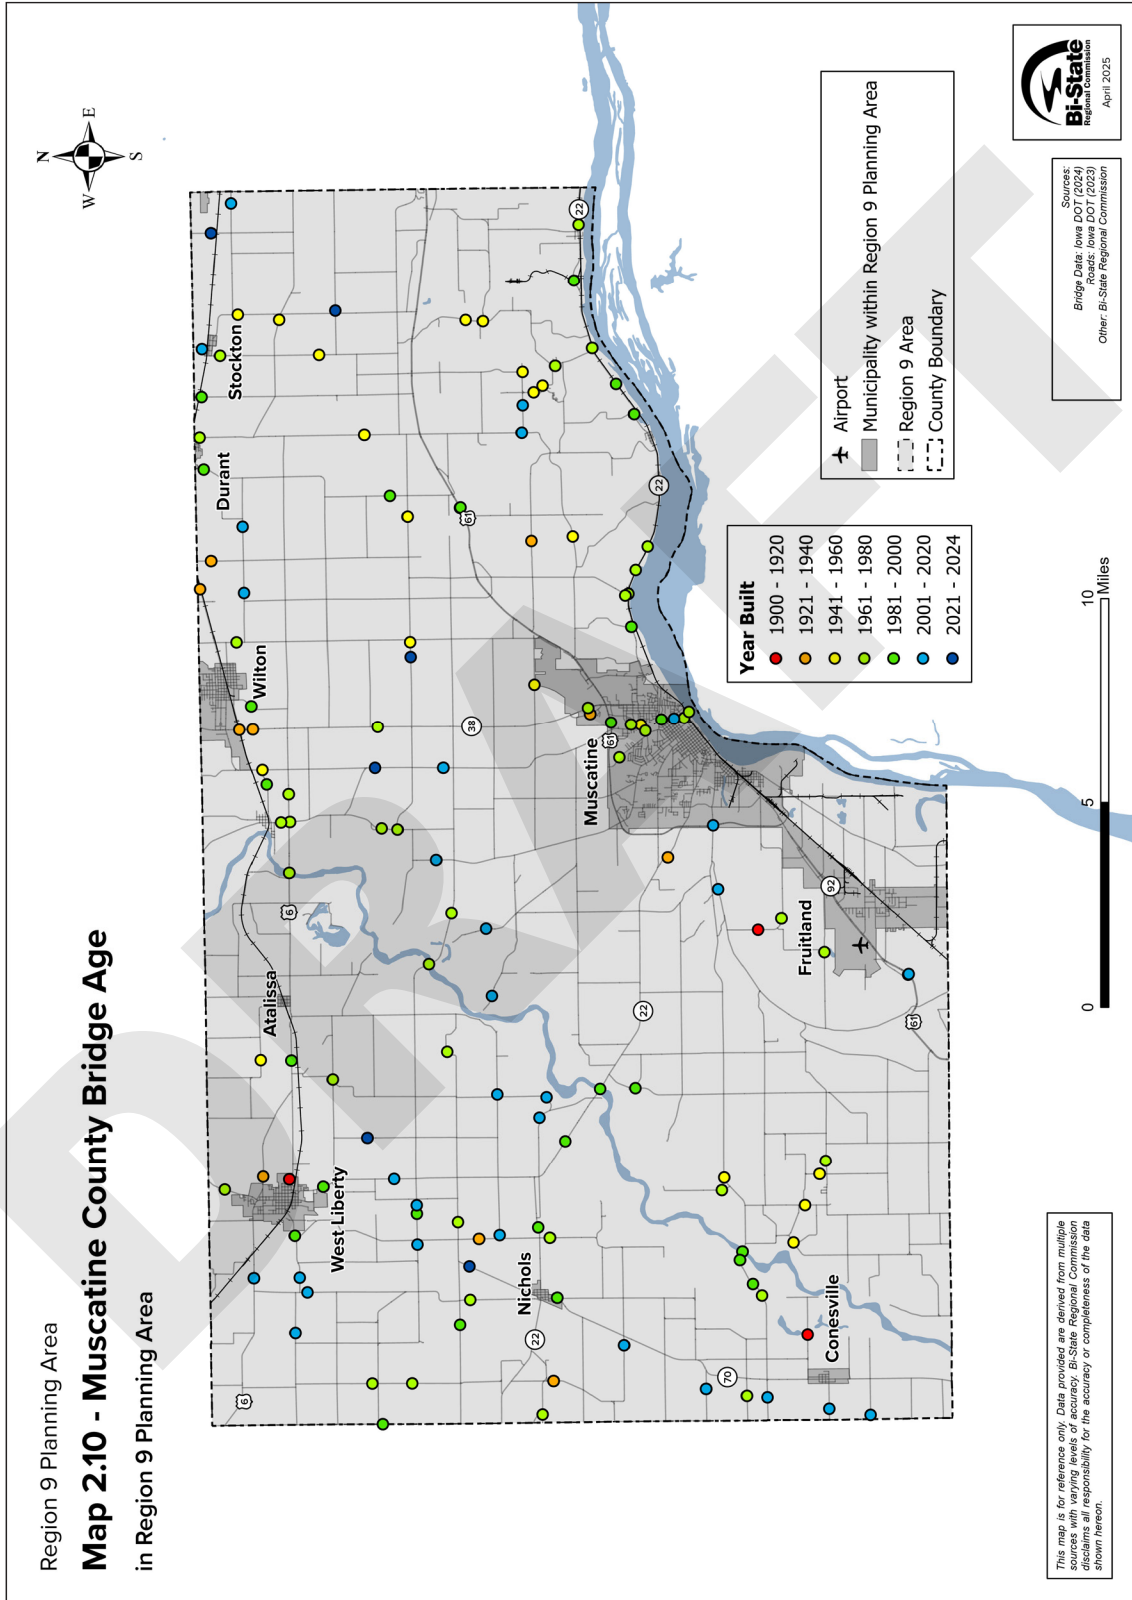 Region 9 Planning Area
Map 2.10 - Muscatine County Bridge Age
in Region 9 Planning Area
N
W
E
S
DRAFT
Stockton
Durant
Wilton
Atalissa
West Liberty
Nichols
Conesville
Muscatine
Fruitland
6
6
22
22
22
22
38
61
61
61
70
92
Year Built
1900 - 1920
1921 - 1940
1941 - 1960
1961 - 1980
1981 - 2000
2001 - 2020
2021 - 2024
Airport
Municipality within Region 9 Planning Area
Region 9 Area
County Boundary
0
5
10
Miles
This map is for reference only. Data provided are derived from multiple
sources with varying levels of accuracy. Bi-State Regional Commission
disclaims all responsibility for the accuracy or completeness of the data
shown hereon.
Sources:
Bridge Data: Iowa DOT (2024)
Roads: Iowa DOT (2023)
Other: Bi-State Regional Commission
Bi-State
Regional Commission
April 2025